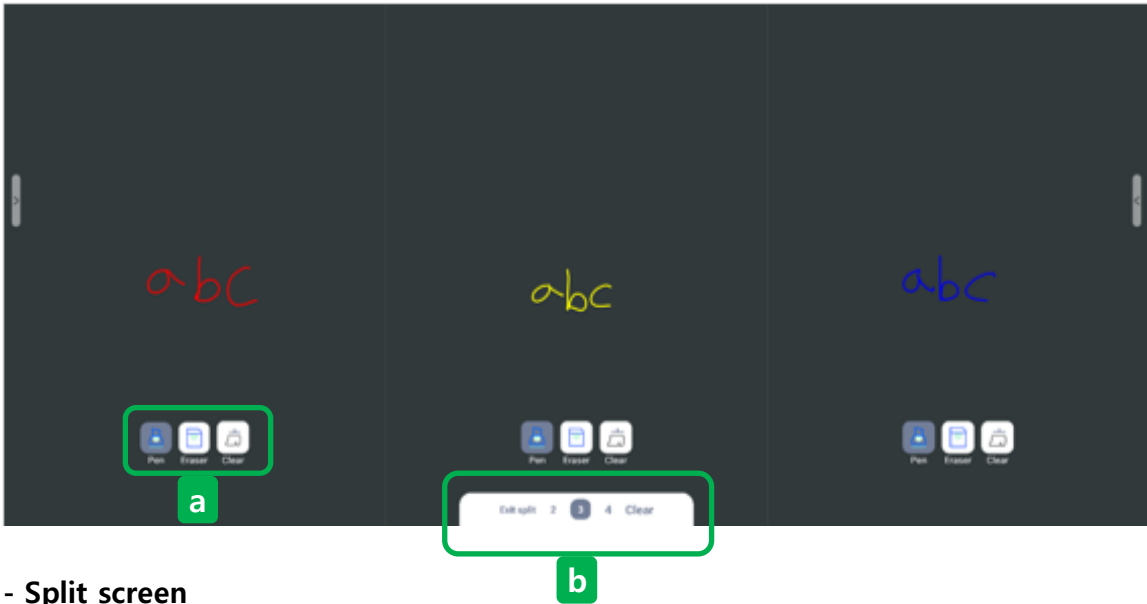 abc abc abc
Pen Eraser Clear Pen Eraser Clear Pen Eraser Clear
a
Exit split 2 3 4 Clear
b
- Split screen